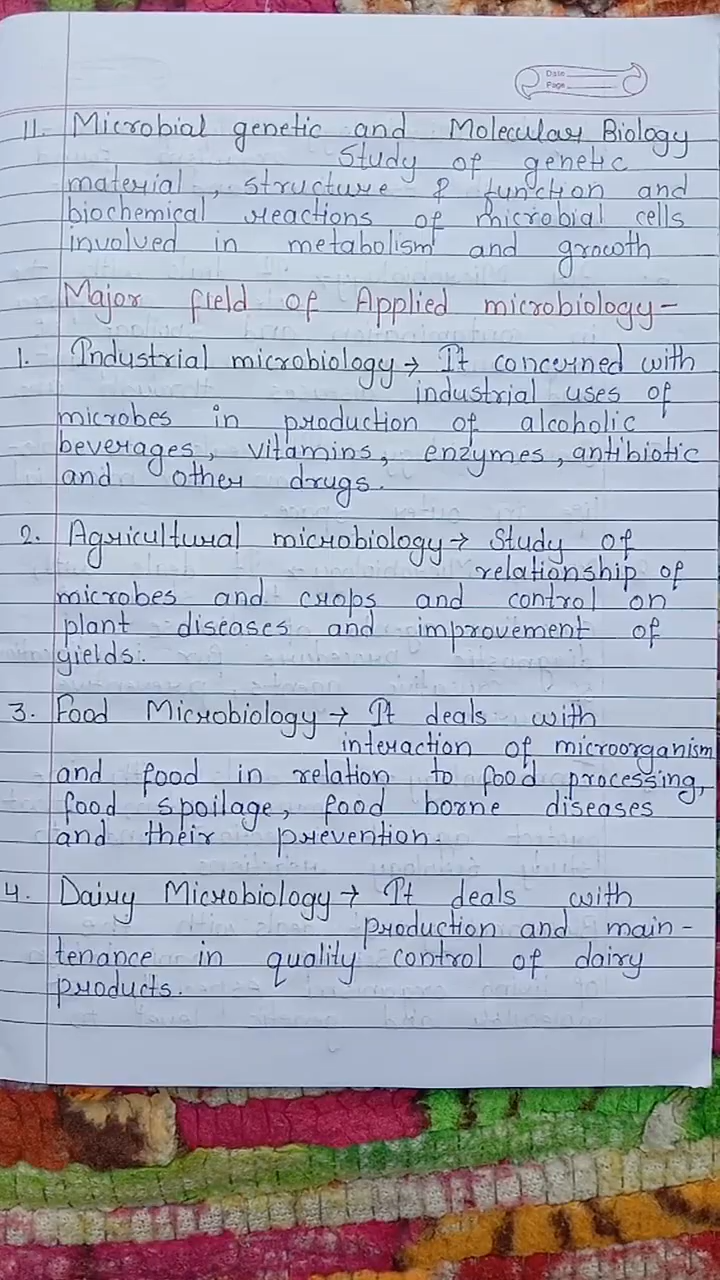 Date
Page
11. Microbial genetic and Molecular Biology
Study of genetic
material, structure & function and
biochemical reactions of microbial cells
involved in metabolism and growth
Major field of Applied microbiology-
1. Industrial microbiology → It concerned with
industrial uses of
microbes in production of alcoholic
beverages, vitamins, enzymes, antibiotic
and other drugs.
2. Agricultural microbiology → Study of
relationship of
microbes and crops and control on
plant diseases and improvement of
yields.
3. Food Microbiology → It deals with
interaction of microorganism
and food in relation to food processing,
food spoilage, food borne diseases
and their prevention.
4. Dairy Microbiology → It deals with
production and main-
tenance in quality control of dairy
products.